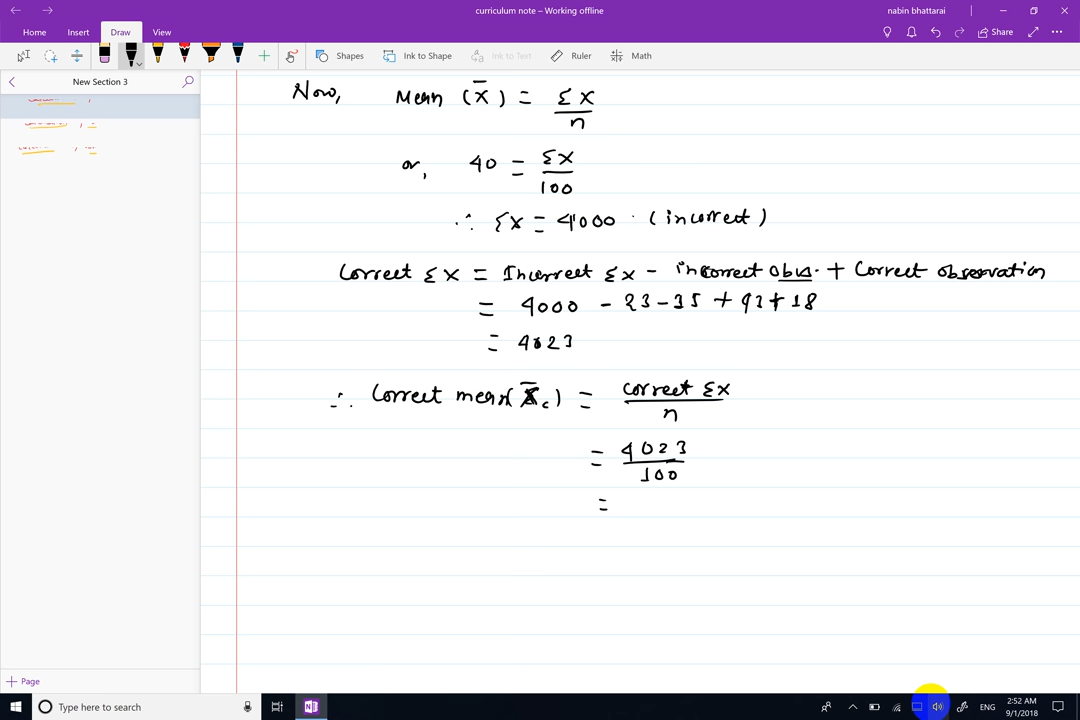 curriculum note – Working offline
nabin bhattarai
Home Insert Draw View
Share
Shapes Ink to Shape Ink to Text Ruler Math
New Section 3
Now, Mean (X̄) = ΣX / n
or, 40 = ΣX / 100
∴ ΣX = 4000 (incorrect)
Correct ΣX = Incorrect ΣX - incorrect obvs. + Correct observation
= 4000 - 23 - 35 + 93 + 18
= 4023
∴ Correct mean (X̄c) = correct ΣX / n
= 4023 / 100
=
+ Page
Type here to search
ENG
2:52 AM
9/1/2018